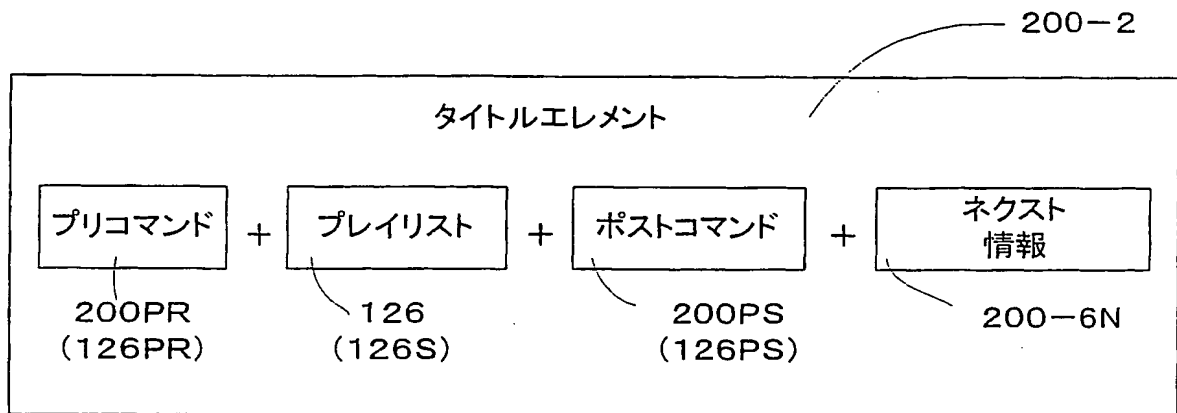 200-2
タイトルエレメント
プリコマンド + プレイリスト + ポストコマンド + ネクスト
情報
200PR 126 200PS 200-6N
(126PR) (126S) (126PS)